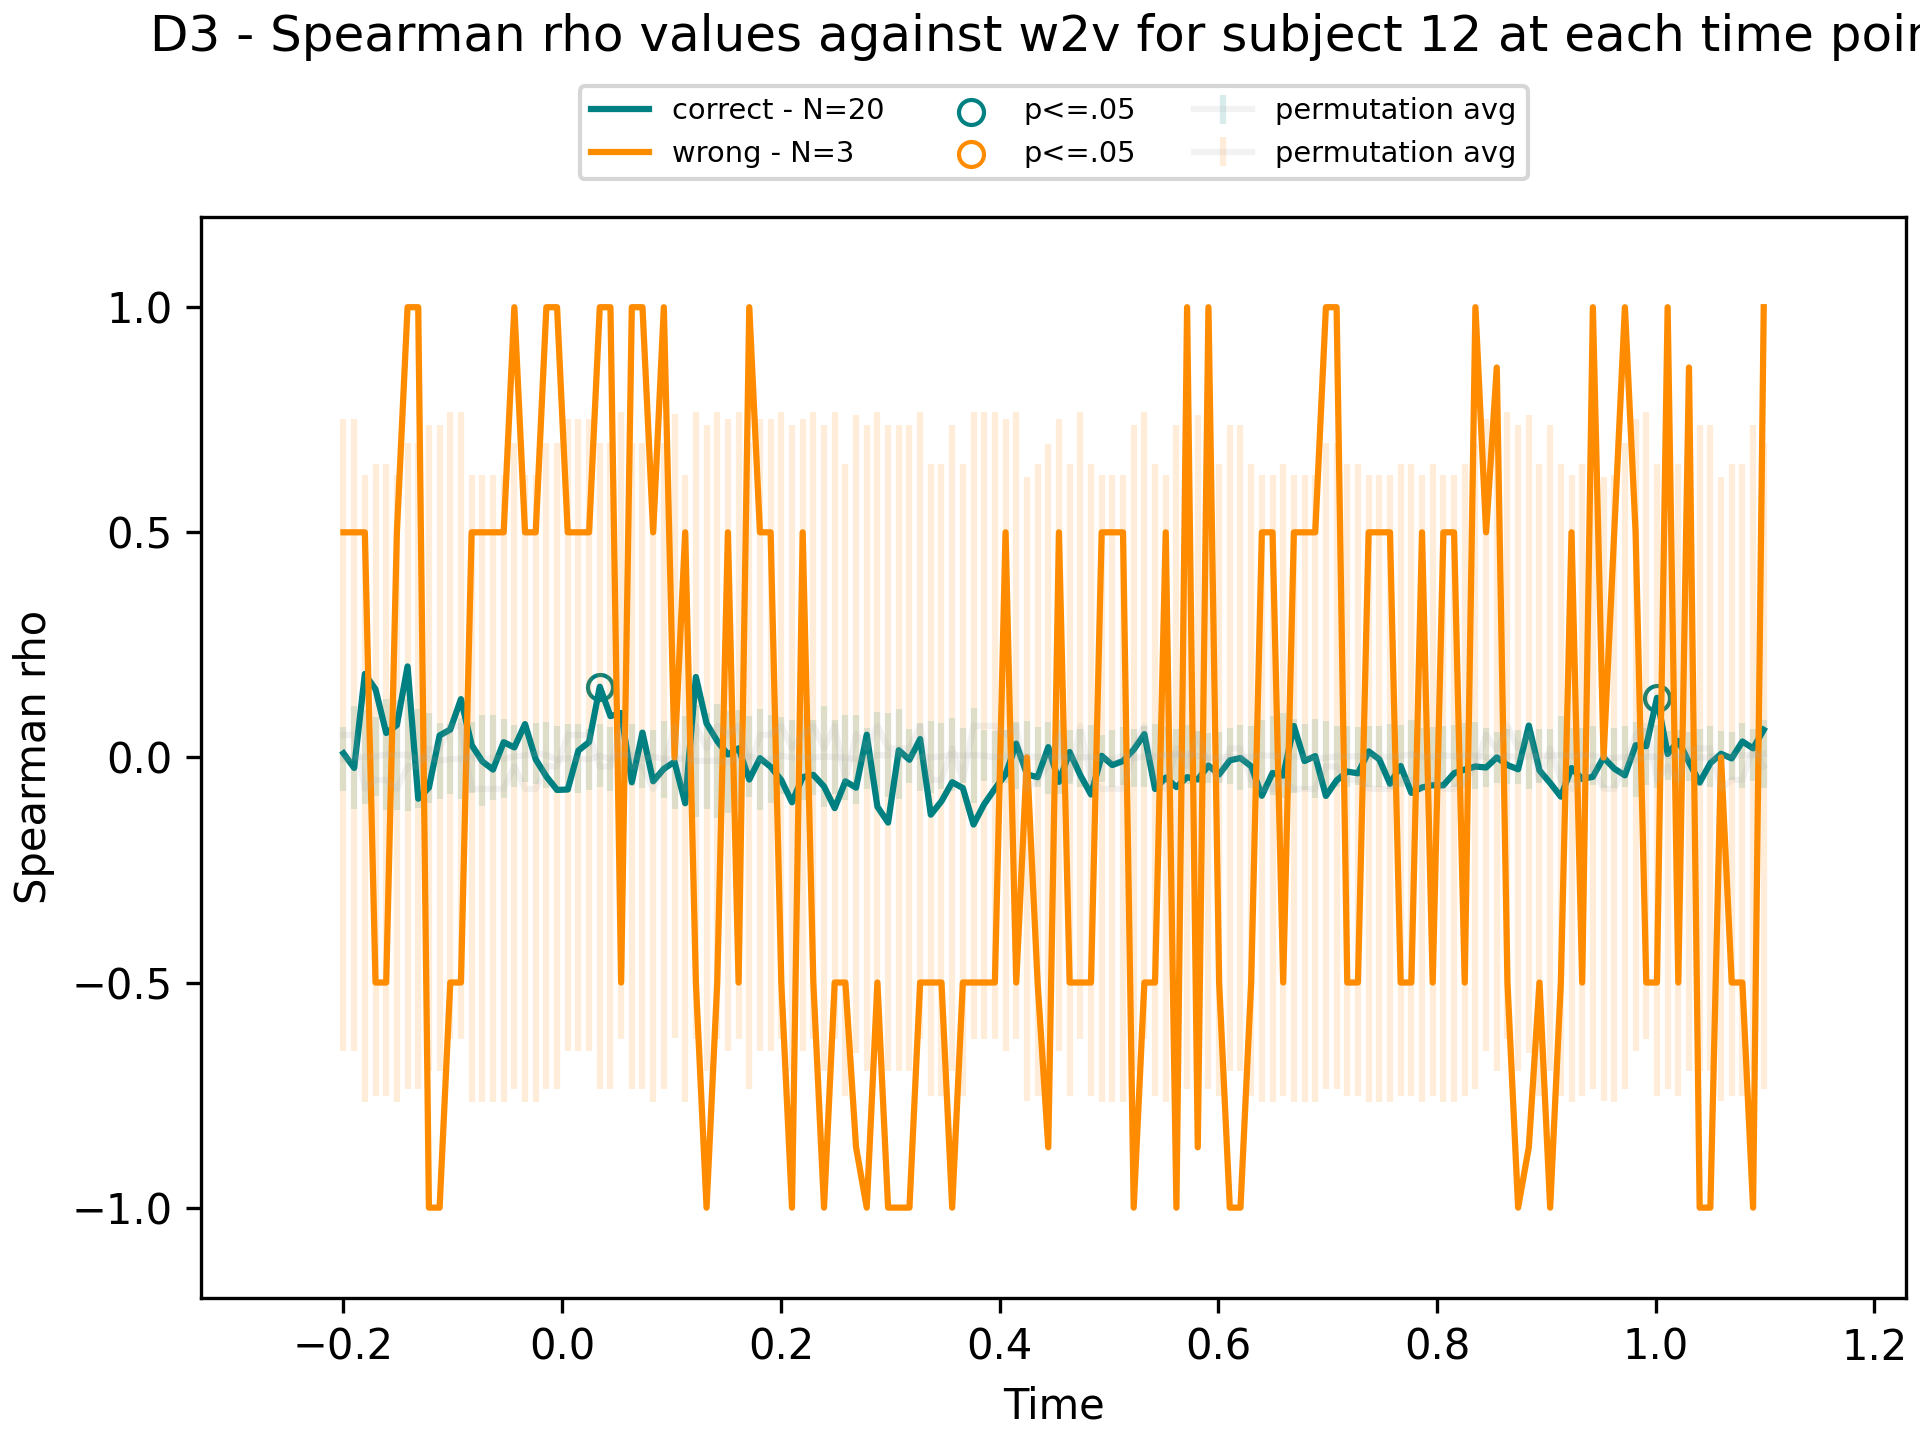 D3 - Spearman rho values against w2v for subject 12 at each time poin
correct - N=20
wrong - N=3
p<=.05
p<=.05
permutation avg
permutation avg
1.0
0.5
0.0
−0.5
−1.0
Spearman rho
−0.2 0.0 0.2 0.4 0.6 0.8 1.0 1.2
Time